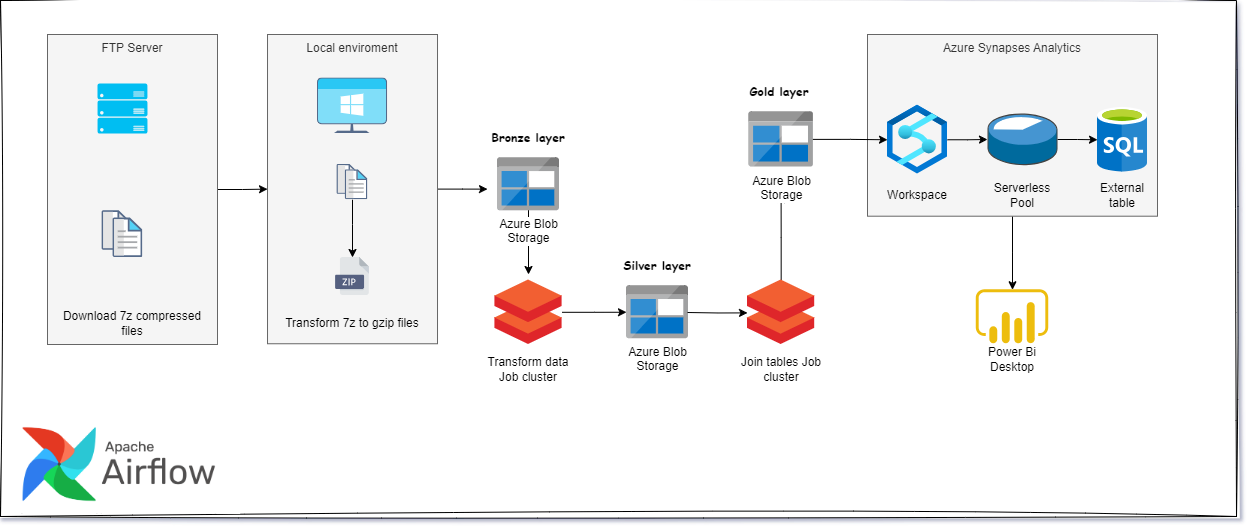 FTP Server
Download 7z compressed
files
Local enviroment
ZIP
Transform 7z to gzip files
Bronze layer
Azure Blob
Storage
Transform data
Job cluster
Silver layer
Azure Blob
Storage
Gold layer
Azure Blob
Storage
Join tables Job
cluster
Azure Synapses Analytics
Workspace
Serverless
Pool
SQL
External
table
Power Bi
Desktop
Apache
Airflow